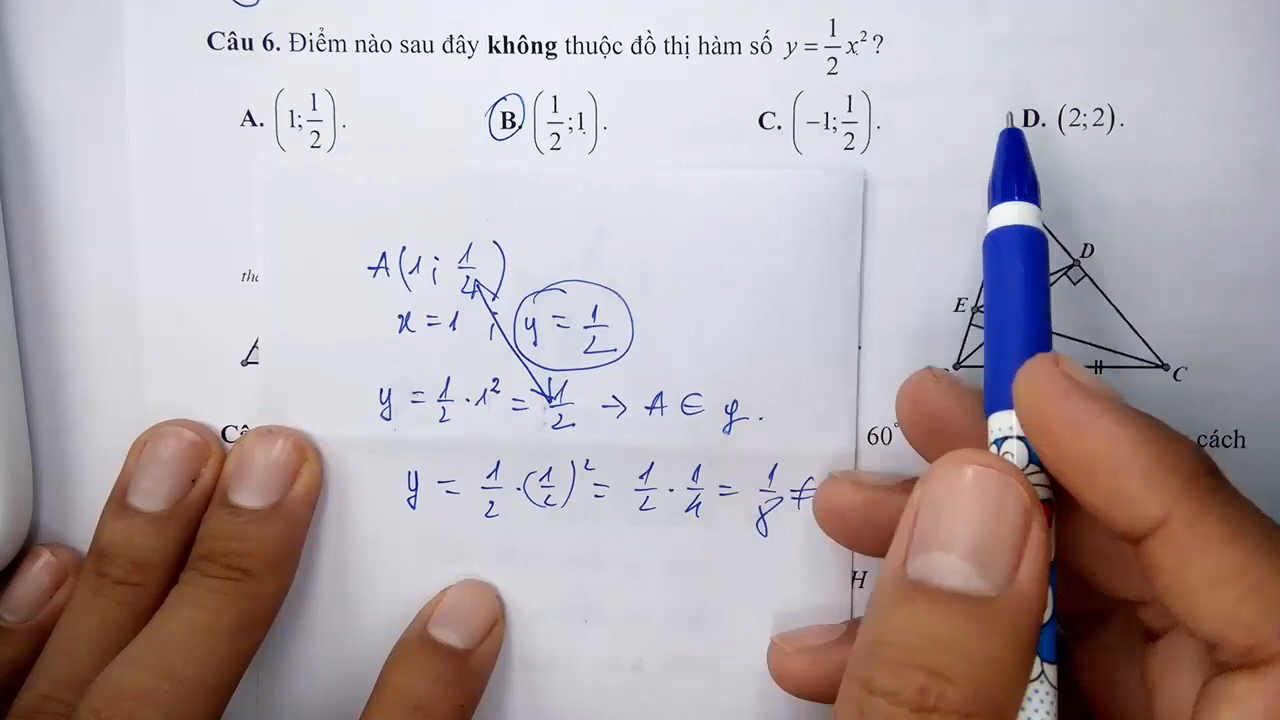 Câu 6. Điểm nào sau đây không thuộc đồ thị hàm số y = 1/2 x² ?
A. (1; 1/2). B. (1/2; 1). C. (−1; 1/2). D. (2; 2).
A(1; 1/2)
x = 1 ; y = 1/2
y = 1/2 · 1² = 1/2 → A ∈ y.
y = 1/2 · (1/2)² = 1/2 · 1/4 = 1/8 ≠
D
E
C
60°
cách
H